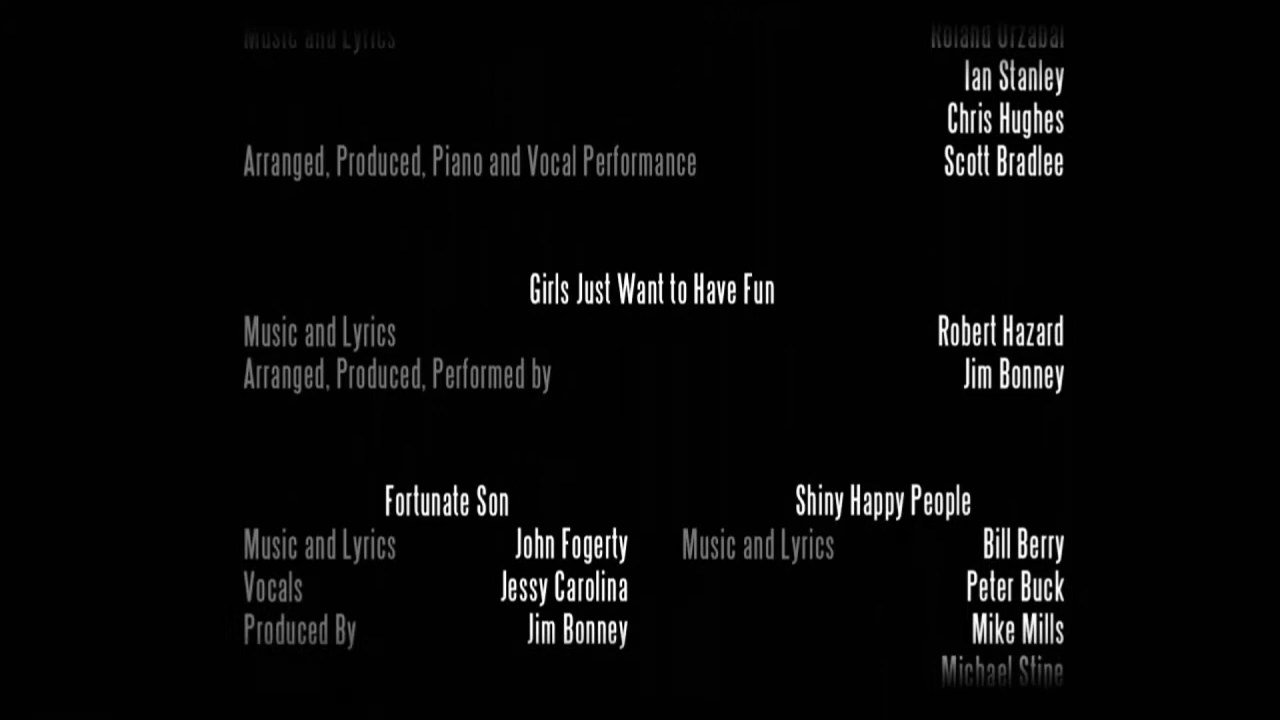 Music and Lyrics Roland Orzabal
Ian Stanley
Chris Hughes
Arranged, Produced, Piano and Vocal Performance Scott Bradlee
Girls Just Want to Have Fun
Music and Lyrics Robert Hazard
Arranged, Produced, Performed by Jim Bonney
Fortunate Son
Music and Lyrics John Fogerty
Vocals Jessy Carolina
Produced By Jim Bonney
Shiny Happy People
Music and Lyrics Bill Berry
Peter Buck
Mike Mills
Michael Stipe